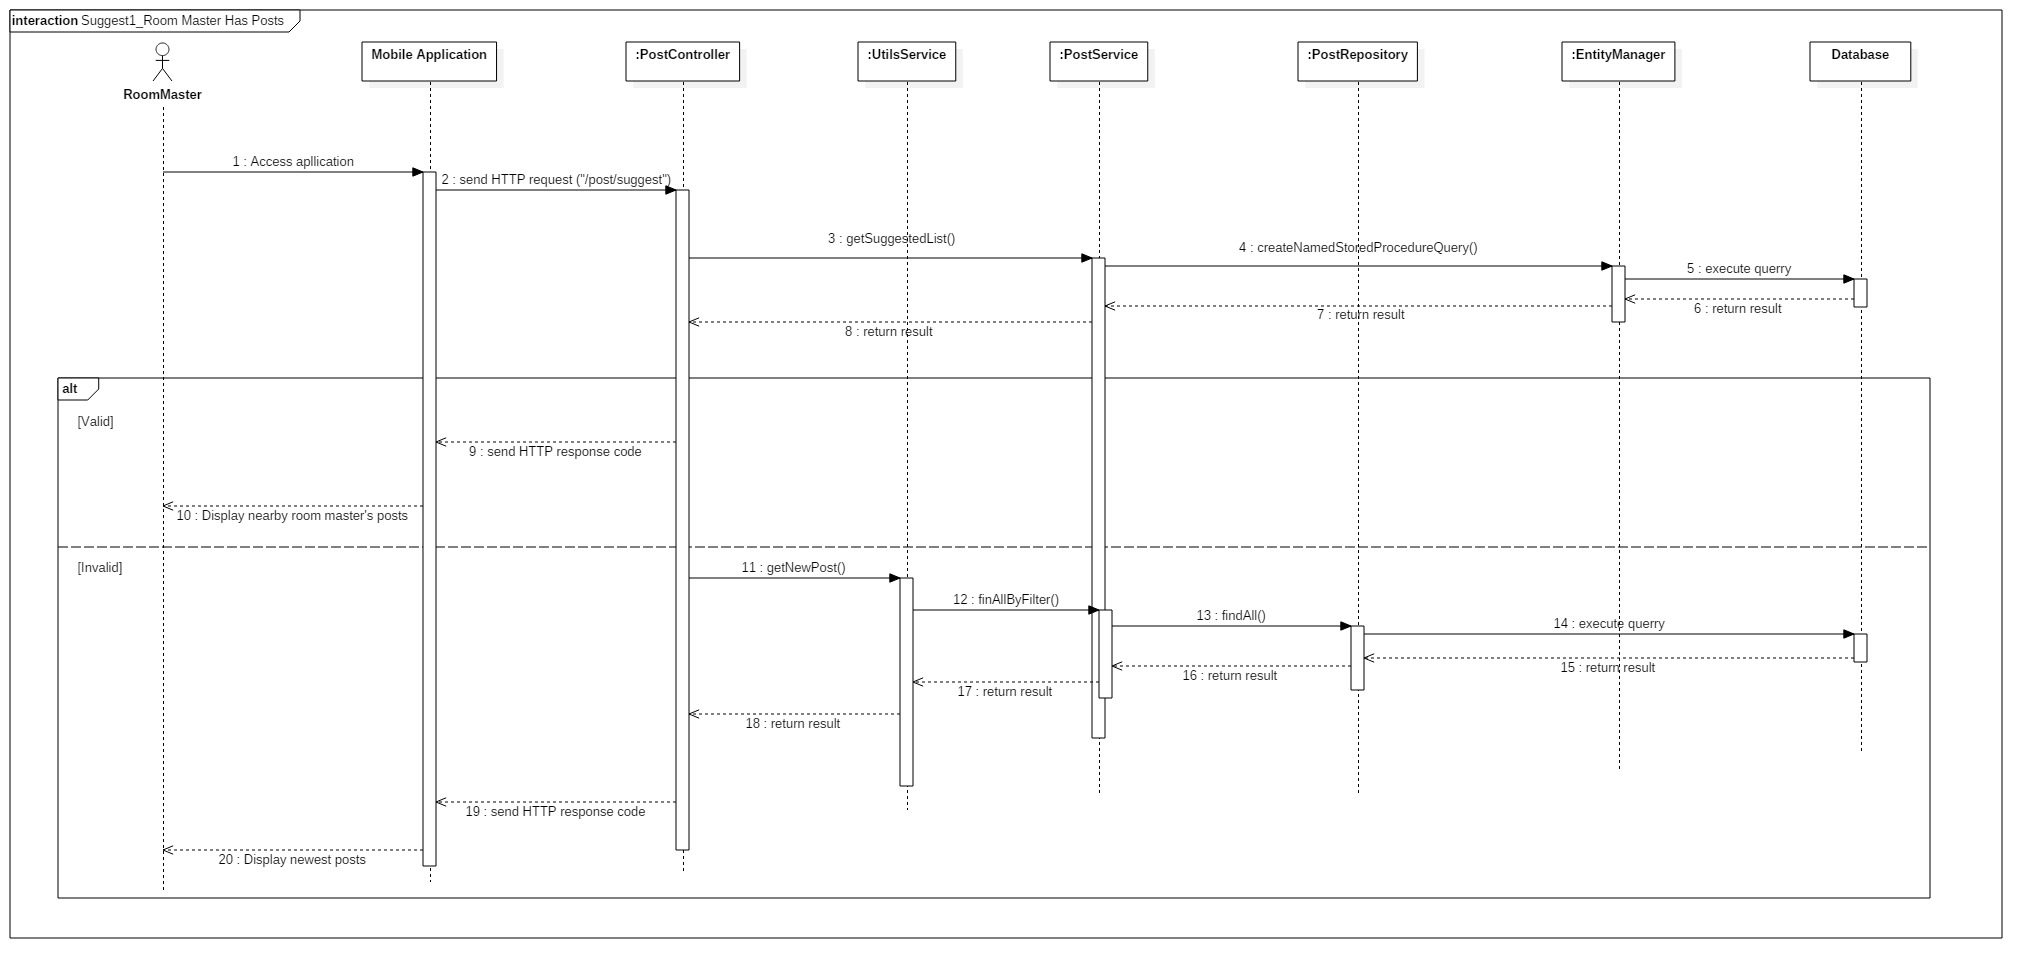 interaction Suggest1_Room Master Has Posts
RoomMaster
Mobile Application
:PostController
:UtilsService
:PostService
:PostRepository
:EntityManager
Database
1 : Access apllication
2 : send HTTP request ("/post/suggest")
3 : getSuggestedList()
4 : createNamedStoredProcedureQuery()
5 : execute querry
6 : return result
7 : return result
8 : return result
alt
[Valid]
9 : send HTTP response code
10 : Display nearby room master's posts
[Invalid]
11 : getNewPost()
12 : finAllByFilter()
13 : findAll()
14 : execute querry
15 : return result
16 : return result
17 : return result
18 : return result
19 : send HTTP response code
20 : Display newest posts